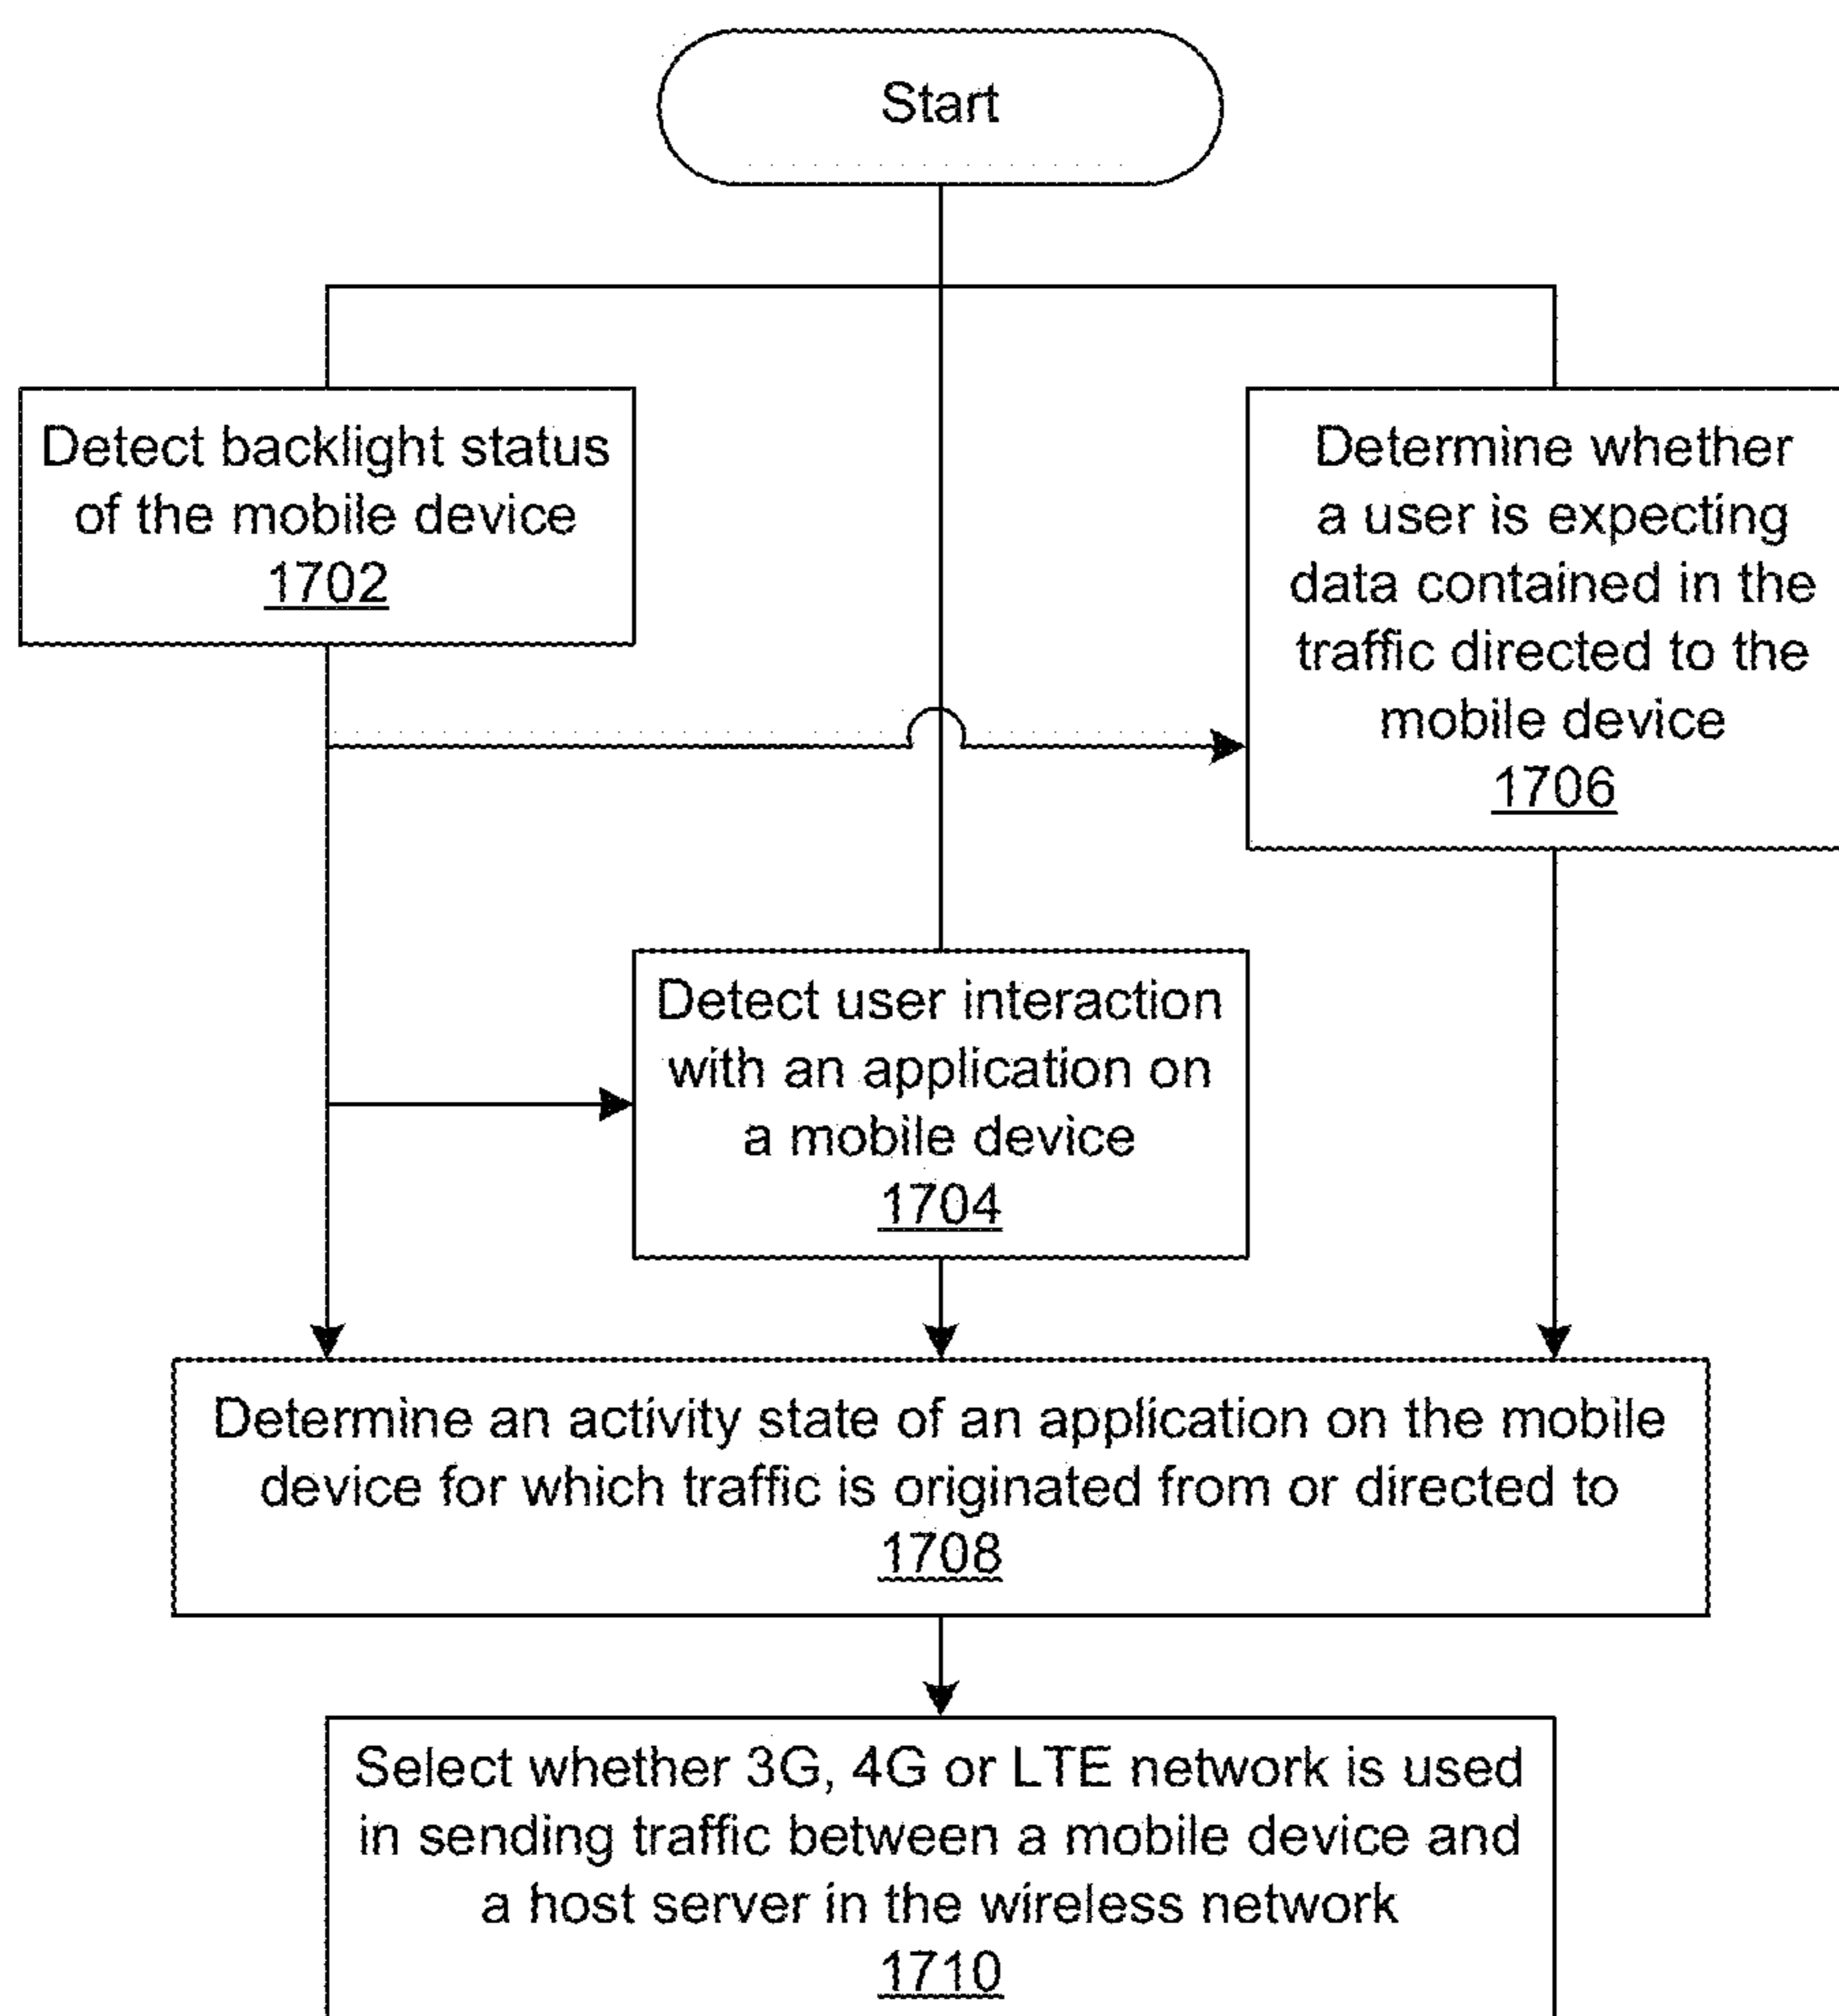 Start
Detect backlight status
of the mobile device
1702
Determine whether
a user is expecting
data contained in the
traffic directed to the
mobile device
1706
Detect user interaction
with an application on
a mobile device
1704
Determine an activity state of an application on the mobile
device for which traffic is originated from or directed to
1708
Select whether 3G, 4G or LTE network is used
in sending traffic between a mobile device and
a host server in the wireless network
1710